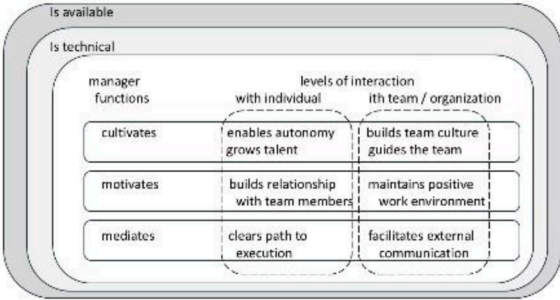 Is available
Is technical
manager levels of interaction
functions with individual ith team / organization
cultivates enables autonomy builds team culture
grows talent guides the team
motivates builds relationship maintains positive
with team members work environment
mediates clears path to facilitates external
execution communication